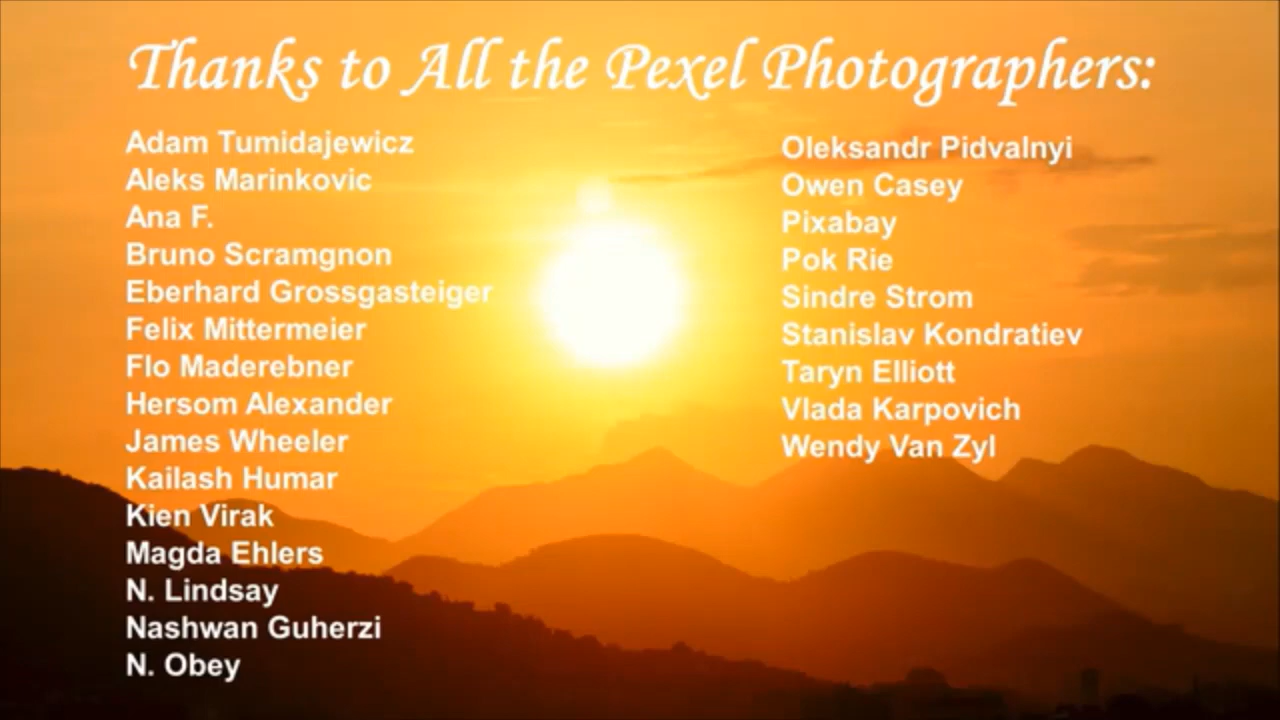 Thanks to All the Pexel Photographers:
Adam Tumidajewicz
Aleks Marinkovic
Ana F.
Bruno Scramgnon
Eberhard Grossgasteiger
Felix Mittermeier
Flo Maderebner
Hersom Alexander
James Wheeler
Kailash Humar
Kien Virak
Magda Ehlers
N. Lindsay
Nashwan Guherzi
N. Obey
Oleksandr Pidvalnyi
Owen Casey
Pixabay
Pok Rie
Sindre Strom
Stanislav Kondratiev
Taryn Elliott
Vlada Karpovich
Wendy Van Zyl